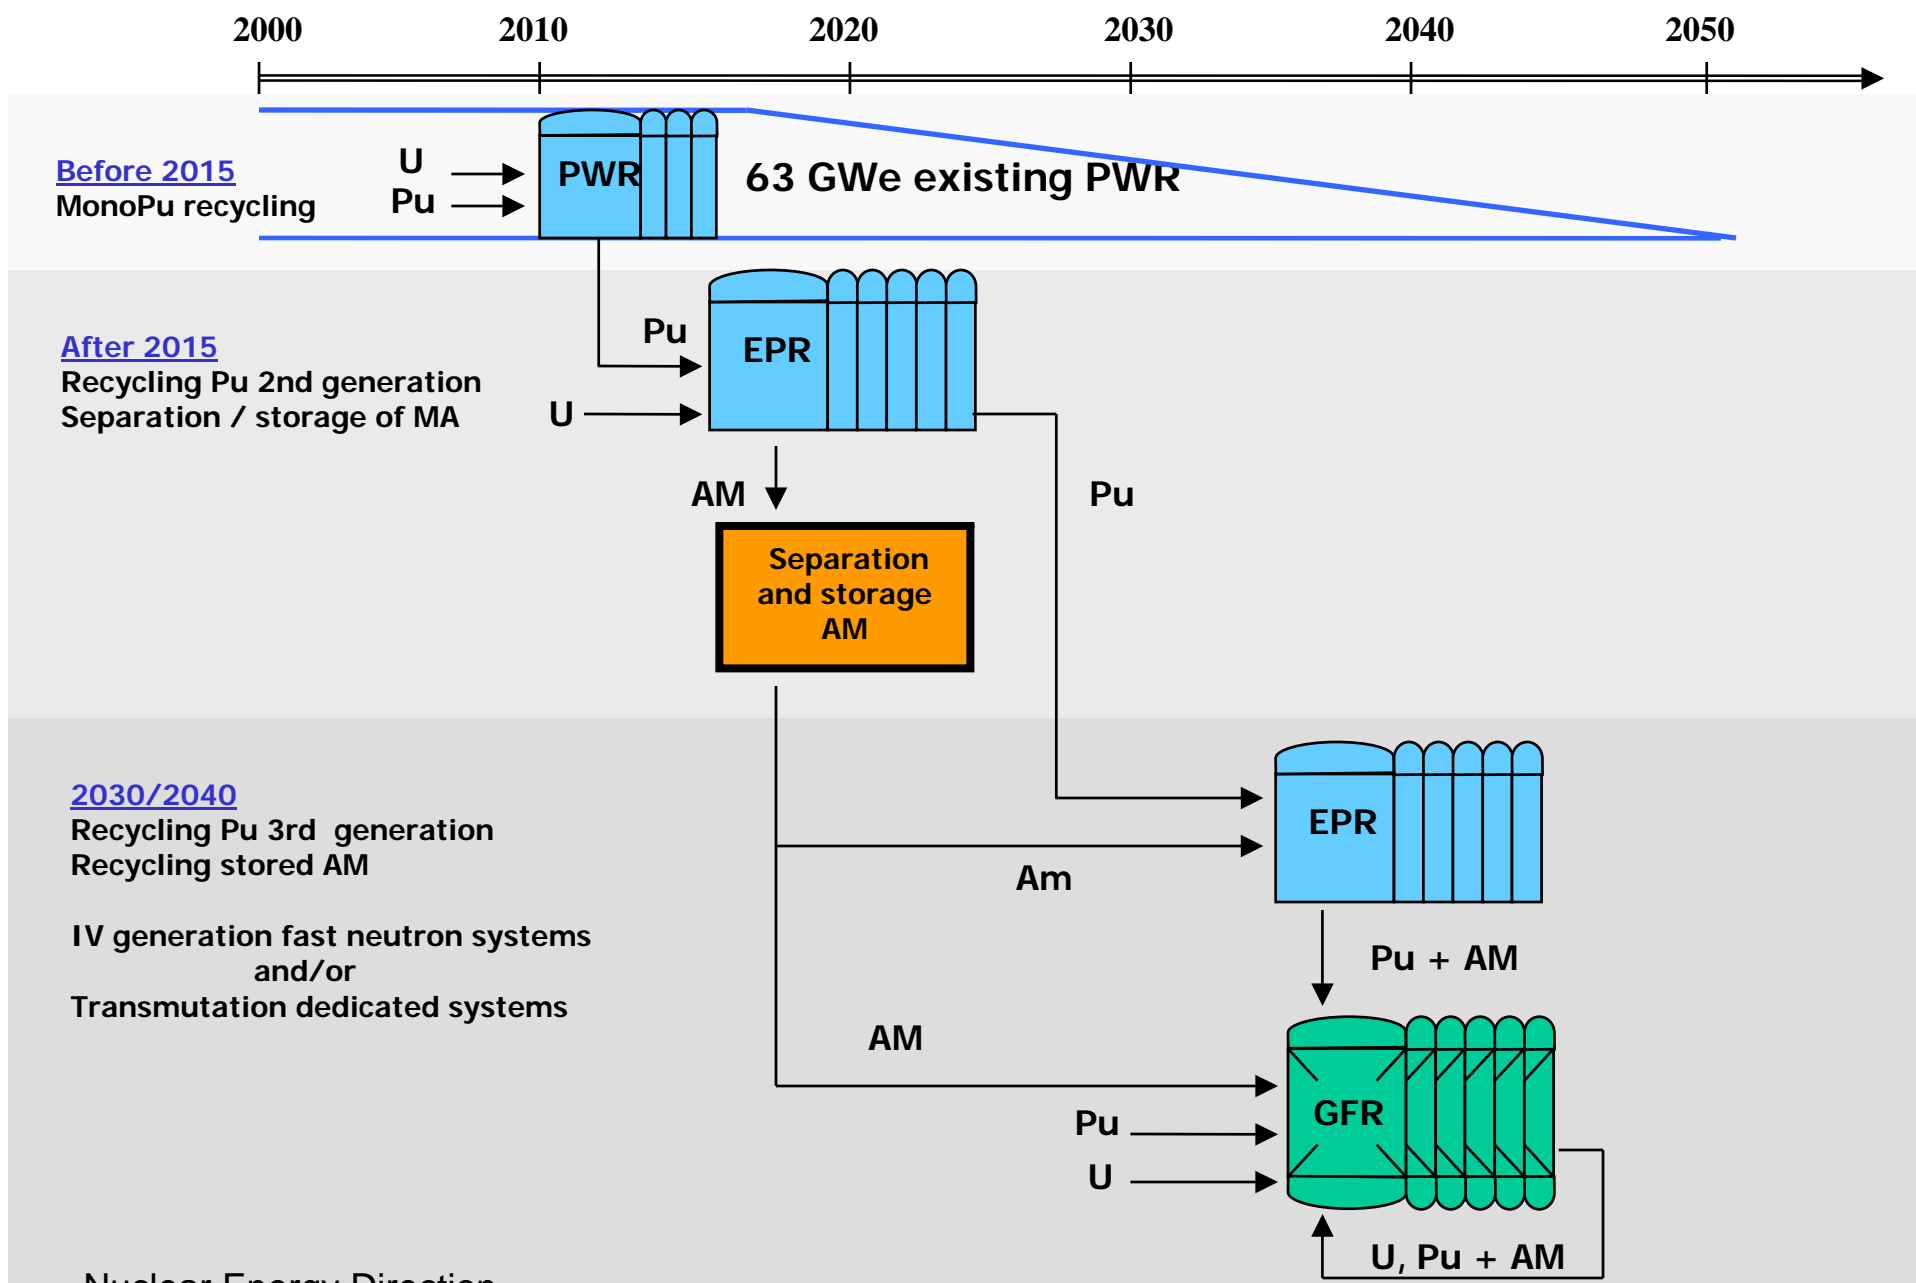 2000 2010 2020 2030 2040 2050
Before 2015
MonoPu recycling
U
Pu
PWR
63 GWe existing PWR
After 2015
Recycling Pu 2nd generation
Separation / storage of MA
Pu
U
EPR
AM
Pu
Separation
and storage
AM
2030/2040
Recycling Pu 3rd generation
Recycling stored AM
IV generation fast neutron systems
and/or
Transmutation dedicated systems
EPR
Am
Pu + AM
AM
Pu
U
GFR
U, Pu + AM
Nuclear Energy Direction